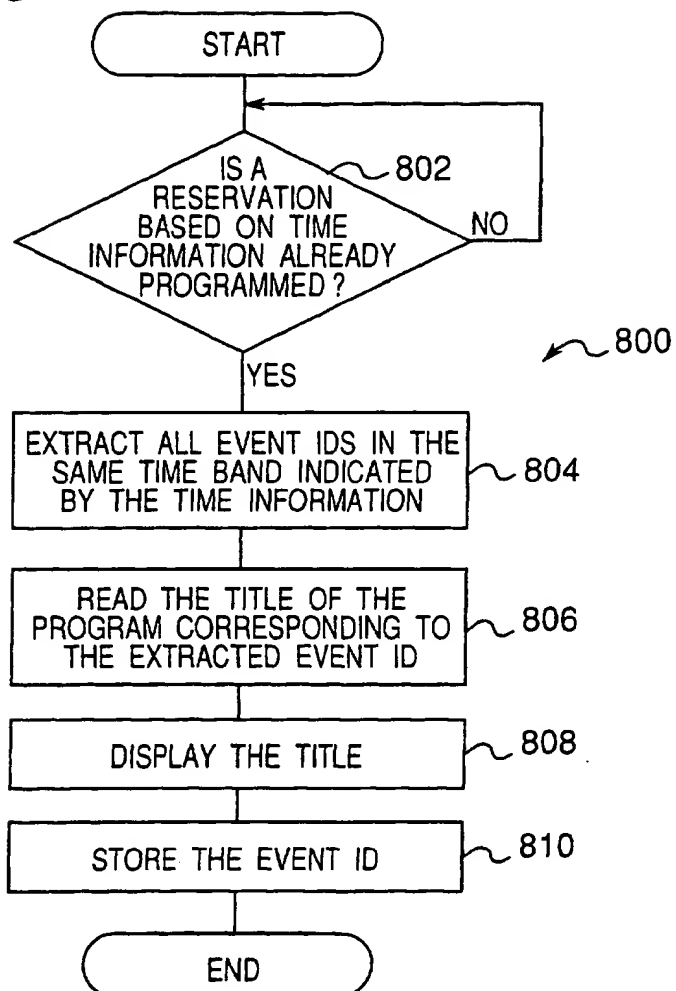 START
IS A
RESERVATION
BASED ON TIME
INFORMATION ALREADY
PROGRAMMED?
802
NO
800
YES
EXTRACT ALL EVENT IDS IN THE
SAME TIME BAND INDICATED
BY THE TIME INFORMATION
804
READ THE TITLE OF THE
PROGRAM CORRESPONDING TO
THE EXTRACTED EVENT ID
806
DISPLAY THE TITLE
808
STORE THE EVENT ID
810
END